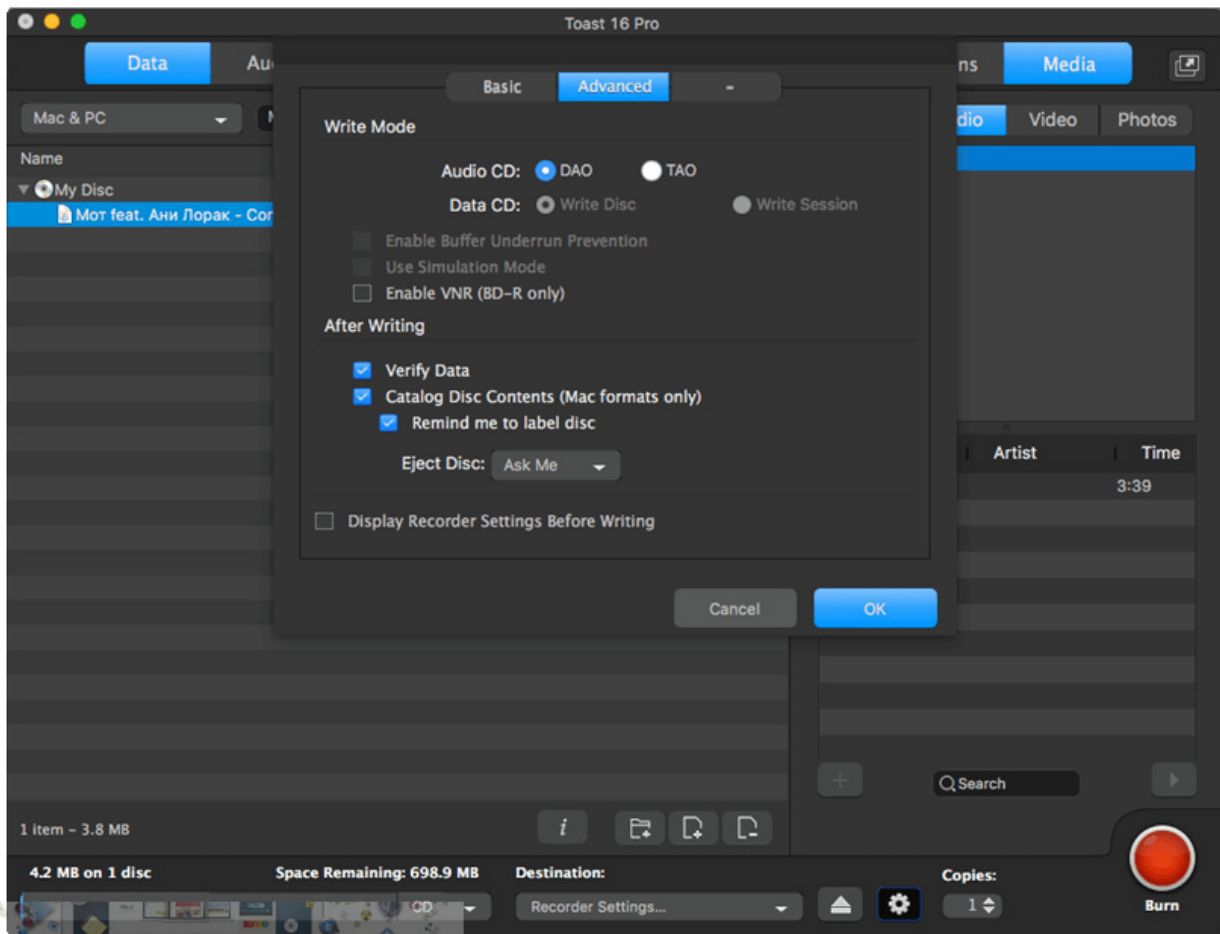 Toast 16 Pro
Data
Au
ns
Media
Mac & PC
Name
My Disc
Мот feat. Ани Лорак - Сог
Basic
Advanced
-
Write Mode
Audio CD: DAO TAO
Data CD: Write Disc Write Session
Enable Buffer Underrun Prevention
Use Simulation Mode
Enable VNR (BD-R only)
After Writing
Verify Data
Catalog Disc Contents (Mac formats only)
Remind me to label disc
Eject Disc: Ask Me
Display Recorder Settings Before Writing
Cancel
OK
dio
Video
Photos
Artist
Time
3:39
Search
1 item – 3.8 MB
i
4.2 MB on 1 disc
Space Remaining: 698.9 MB
CD
Destination:
Recorder Settings...
Copies:
1
Burn